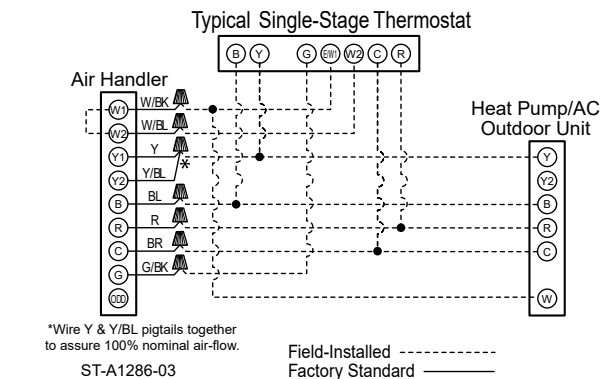 Typical Single-Stage Thermostat
B Y G E/W1 W2 C R
Air Handler
Heat Pump/AC
Outdoor Unit
W1 W/BK
W2 W/BL
Y1 Y
Y2 Y/BL
*
B BL
R R
C BR
G G/BK
ODD
Y
Y2
B
R
C
W
*Wire Y & Y/BL pigtails together
to assure 100% nominal air-flow.
ST-A1286-03
Field-Installed
Factory Standard